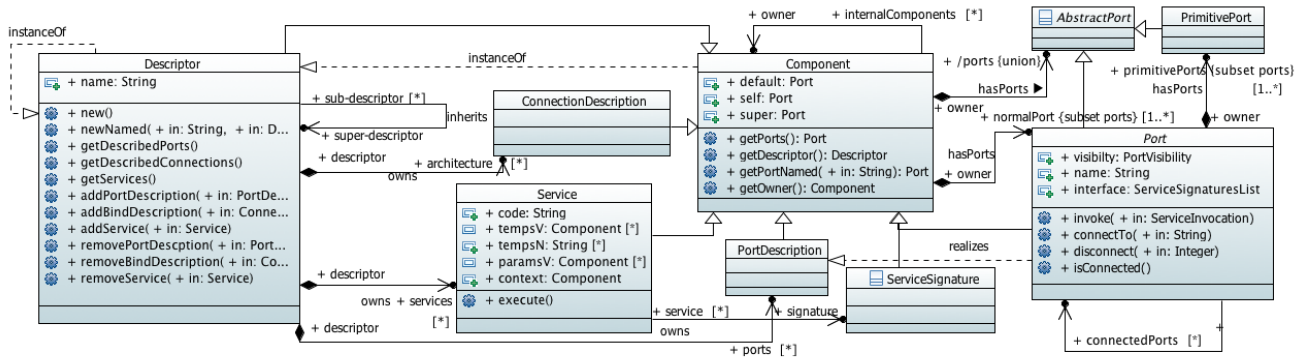 instanceOf
Descriptor
+ name: String
+ new()
+ newNamed( + in: String, + D...
+ getDescribedPorts()
+ getDescribedConnections()
+ getServices()
+ addPortDescription( + in: PortDe...
+ addBindDescription( + in: Conne...
+ addService( + in: Service)
+ removePortDescption( + in: Port...
+ removeBindDescription( + in: Co...
+ removeService( + in: Service)
instanceOf
+ sub-descriptor [*]
inherits
+ super-descriptor
+ descriptor
+ architecture [*]
owns
ConnectionDescription
Service
+ code: String
+ tempsV: Component [*]
+ tempsN: String [*]
+ paramsV: Component [*]
+ context: Component
+ execute()
+ descriptor
owns + services
[*]
+ descriptor
+ ports [*]
+ service [*]
owns
+ signature
+ owner
+ internalComponents [*]
Component
+ default: Port
+ self: Port
+ super: Port
+ getPorts(): Port
+ getDescriptor(): Descriptor
+ getPortNamed( + in: String): Port
+ getOwner(): Component
PortDescription
ServiceSignature
realizes
AbstractPort
PrimitivePort
+ /ports {union}
hasPorts
+ owner
+ primitivePorts {subset ports}
hasPorts
[1..*]
+ owner
+ normalPort {subset ports} [1..*]
hasPorts
+ owner
Port
+ visibilty: PortVisibility
+ name: String
+ interface: ServiceSignaturesList
+ invoke( + in: ServiceInvocation)
+ connectTo( + in: String)
+ disconnect( + in: Integer)
+ isConnected()
+ connectedPorts [*]
+